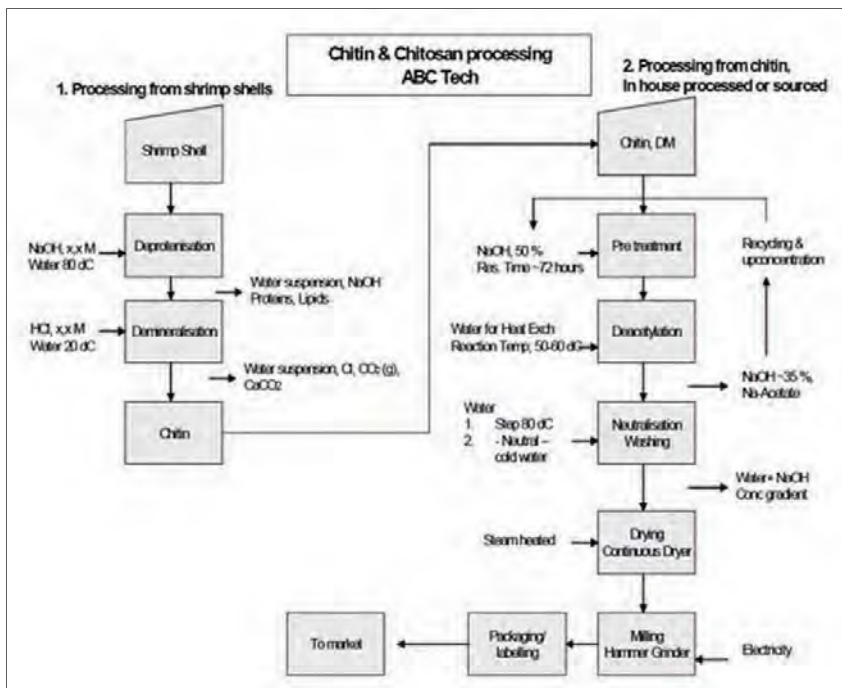 Chitin & Chitosan processing
ABC Tech
1. Processing from shrimp shells
2. Processing from chitin,
In house processed or sourced
Shrimp Shell
NaOH, x,x M
Water 80 dC
Deprotenisation
Water suspension, NaOH
Proteins, Lipids
HCl, x,x M
Water 20 dC
Demineralisation
Water suspension, Cl, CO2 (g),
CaCO2
Chitin
Chitin, DM
NaOH, 50 %
Res. Time ~72 hours
Pre treatment
Recycling &
upconcentration
Water for Heat Exch
Reaction Temp; 50-60 dC
Deacytylation
NaOH ~35 %,
Na-Acetate
Water
1. Step 80 dC
2. - Neutral –
cold water
Neutralisation
Washing
Water+ NaOH
Conc gradient
Steam heated
Drying
Continuous Dryer
To market
Packaging/
labelling
Milling
Hammer Grinder
Electricity